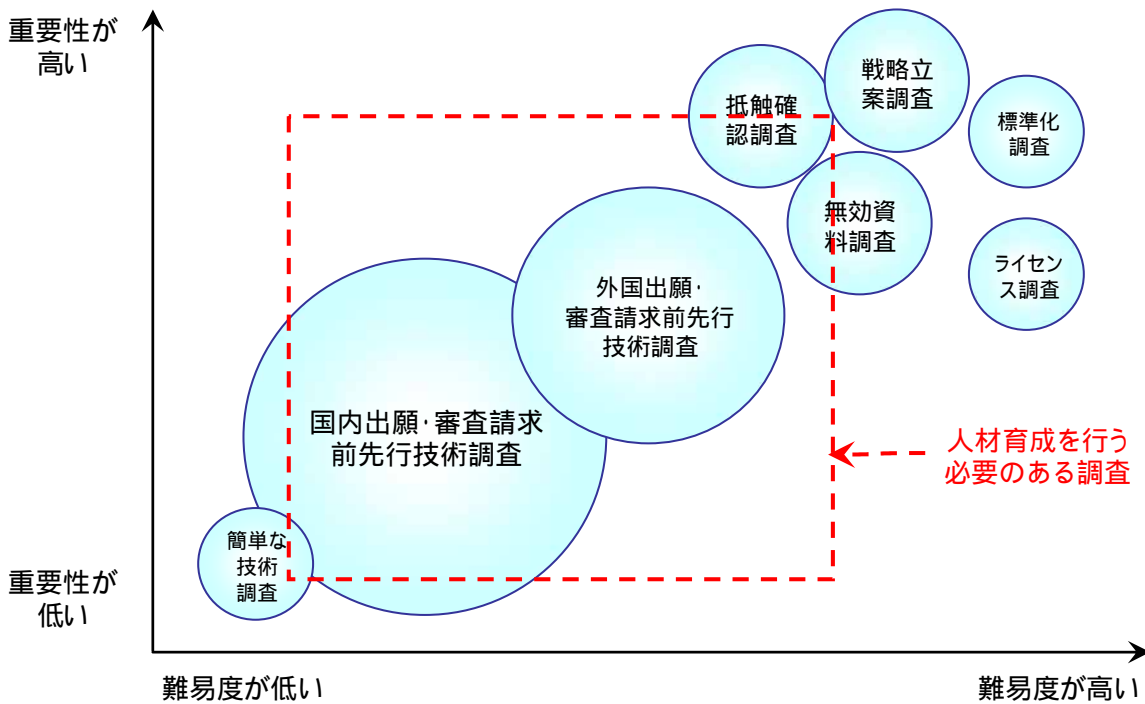 重要性が
高い
戦略立
案調査
抵触確
認調査
標準化
調査
無効資
料調査
ライセン
ス調査
外国出願・
審査請求前先行
技術調査
国内出願・審査請求
前先行技術調査
人材育成を行う
必要のある調査
簡単な
技術
調査
重要性が
低い
難易度が低い
難易度が高い